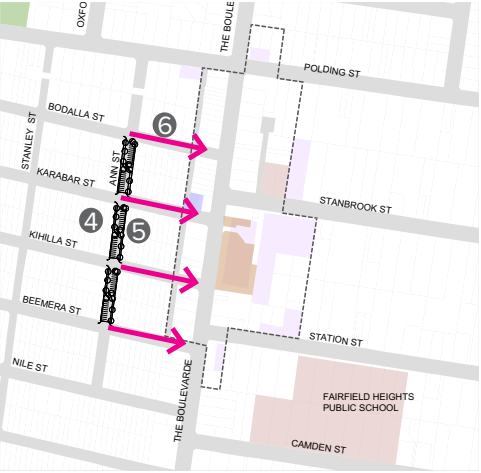 OXFO
THE BOULE
POLDING ST
BODALLA ST
6
STANLEY ST
ANN ST
KARABAR ST
STANBROOK ST
4
5
KIHILLA ST
BEEMERA ST
STATION ST
NILE ST
THE BOULEVARDE
FAIRFIELD HEIGHTS
PUBLIC SCHOOL
CAMDEN ST